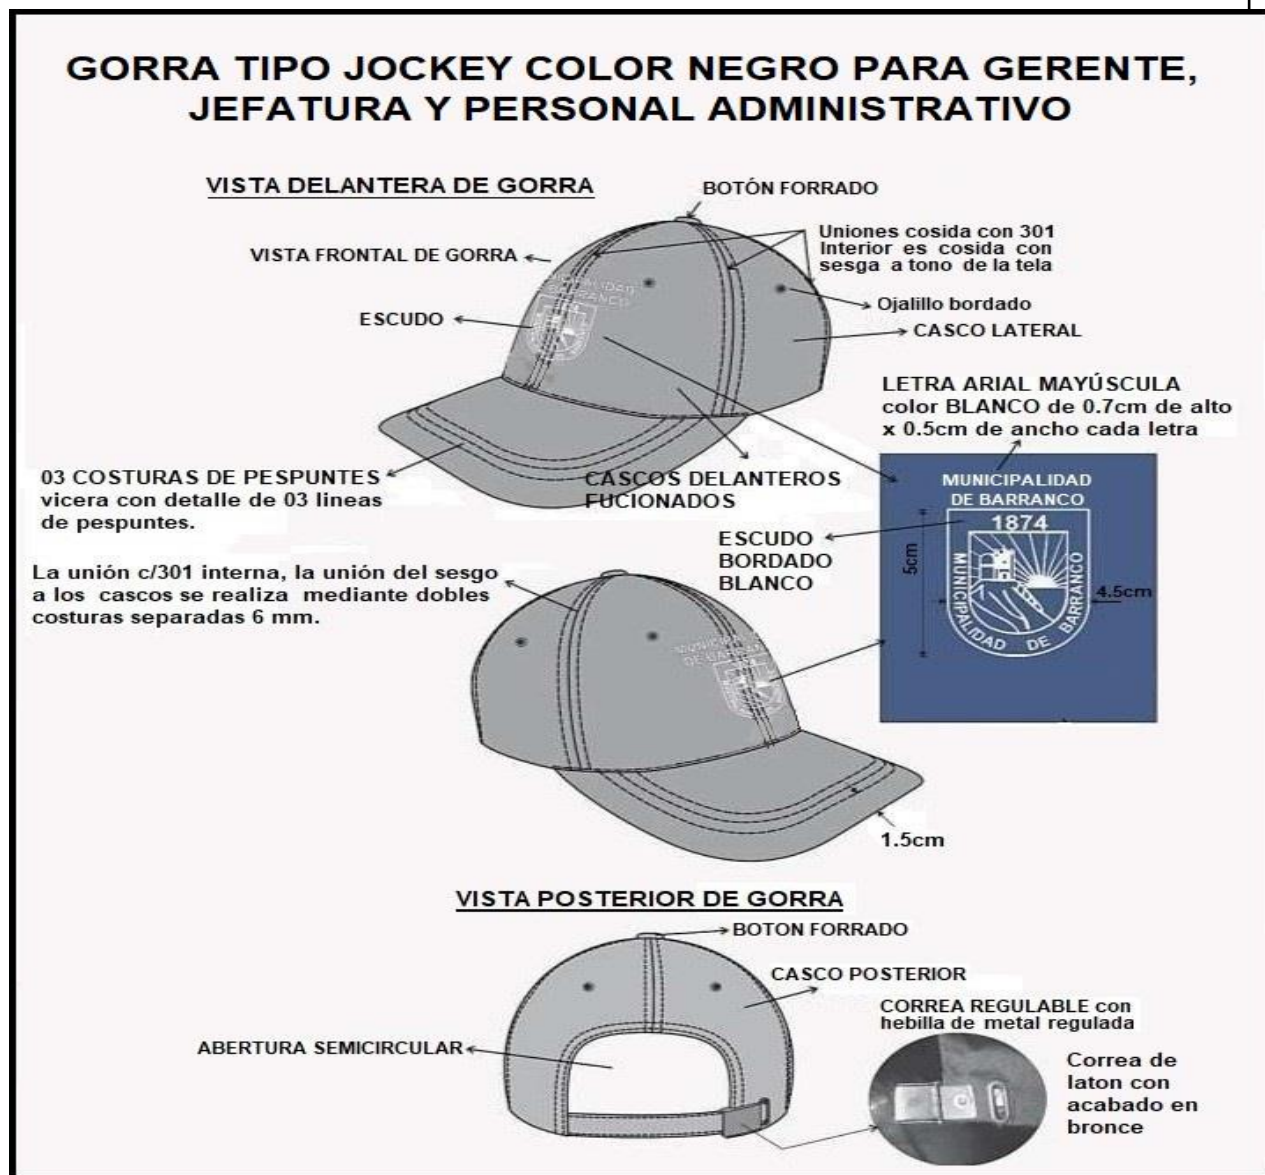 GORRA TIPO JOCKEY COLOR NEGRO PARA GERENTE,
JEFATURA Y PERSONAL ADMINISTRATIVO
VISTA DELANTERA DE GORRA
BOTÓN FORRADO
VISTA FRONTAL DE GORRA
Uniones cosida con 301
Interior es cosida con
sesga a tono de la tela
Ojalillo bordado
ESCUDO
CASCO LATERAL
MUNICIPALIDAD
DE BARRANCO
LETRA ARIAL MAYÚSCULA
color BLANCO de 0.7cm de alto
x 0.5cm de ancho cada letra
03 COSTURAS DE PESPUNTES
vicera con detalle de 03 lineas
de pespuntes.
CASCOS DELANTEROS
FUCIONADOS
MUNICIPALIDAD
DE BARRANCO
1874
MUNICIPALIDAD DE BARRANCO
5cm
4.5cm
ESCUDO
BORDADO
BLANCO
La unión c/301 interna, la unión del sesgo
a los cascos se realiza mediante dobles
costuras separadas 6 mm.
MUNICIPALIDAD
DE BARRANCO
1.5cm
VISTA POSTERIOR DE GORRA
BOTON FORRADO
CASCO POSTERIOR
CORREA REGULABLE con
hebilla de metal regulada
ABERTURA SEMICIRCULAR
Correa de
laton con
acabado en
bronce